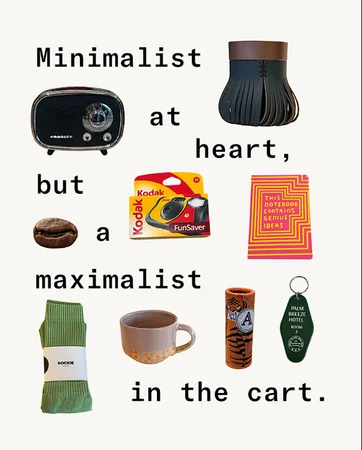 Minimalist
CROSLEY
at
heart,
but
Kodak
Kodak
FunSaver
THIS
NOTEBOOK
CONTAINS
GENIUS
IDEAS
a
maximalist
SOCKIE
A
PALM
BREEZE
HOTEL
ROOM
in the cart.